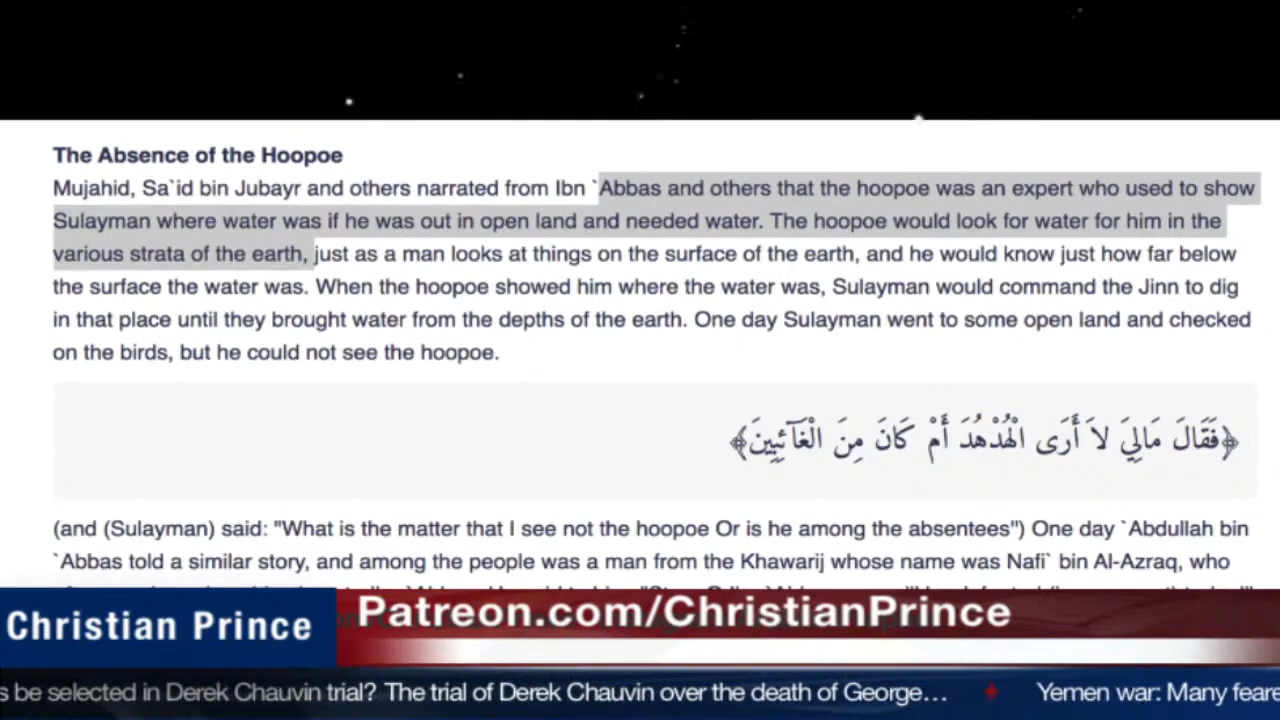 The Absence of the Hoopoe
Mujahid, Sa`id bin Jubayr and others narrated from Ibn `Abbas and others that the hoopoe was an expert who used to show
Sulayman where water was if he was out in open land and needed water. The hoopoe would look for water for him in the
various strata of the earth, just as a man looks at things on the surface of the earth, and he would know just how far below
the surface the water was. When the hoopoe showed him where the water was, Sulayman would command the Jinn to dig
in that place until they brought water from the depths of the earth. One day Sulayman went to some open land and checked
on the birds, but he could not see the hoopoe.
﴿فَقَالَ مَالِيَ لاَ أَرَى الْهُدْهُدَ أَمْ كَانَ مِنَ الْغَآئِبِينَ﴾
(and (Sulayman) said: "What is the matter that I see not the hoopoe Or is he among the absentees") One day `Abdullah bin
`Abbas told a similar story, and among the people was a man from the Khawarij whose name was Nafi` bin Al-Azraq, who
Patreon.com/ChristianPrince
Christian Prince
s be selected in Derek Chauvin trial? The trial of Derek Chauvin over the death of George... Yemen war: Many feare